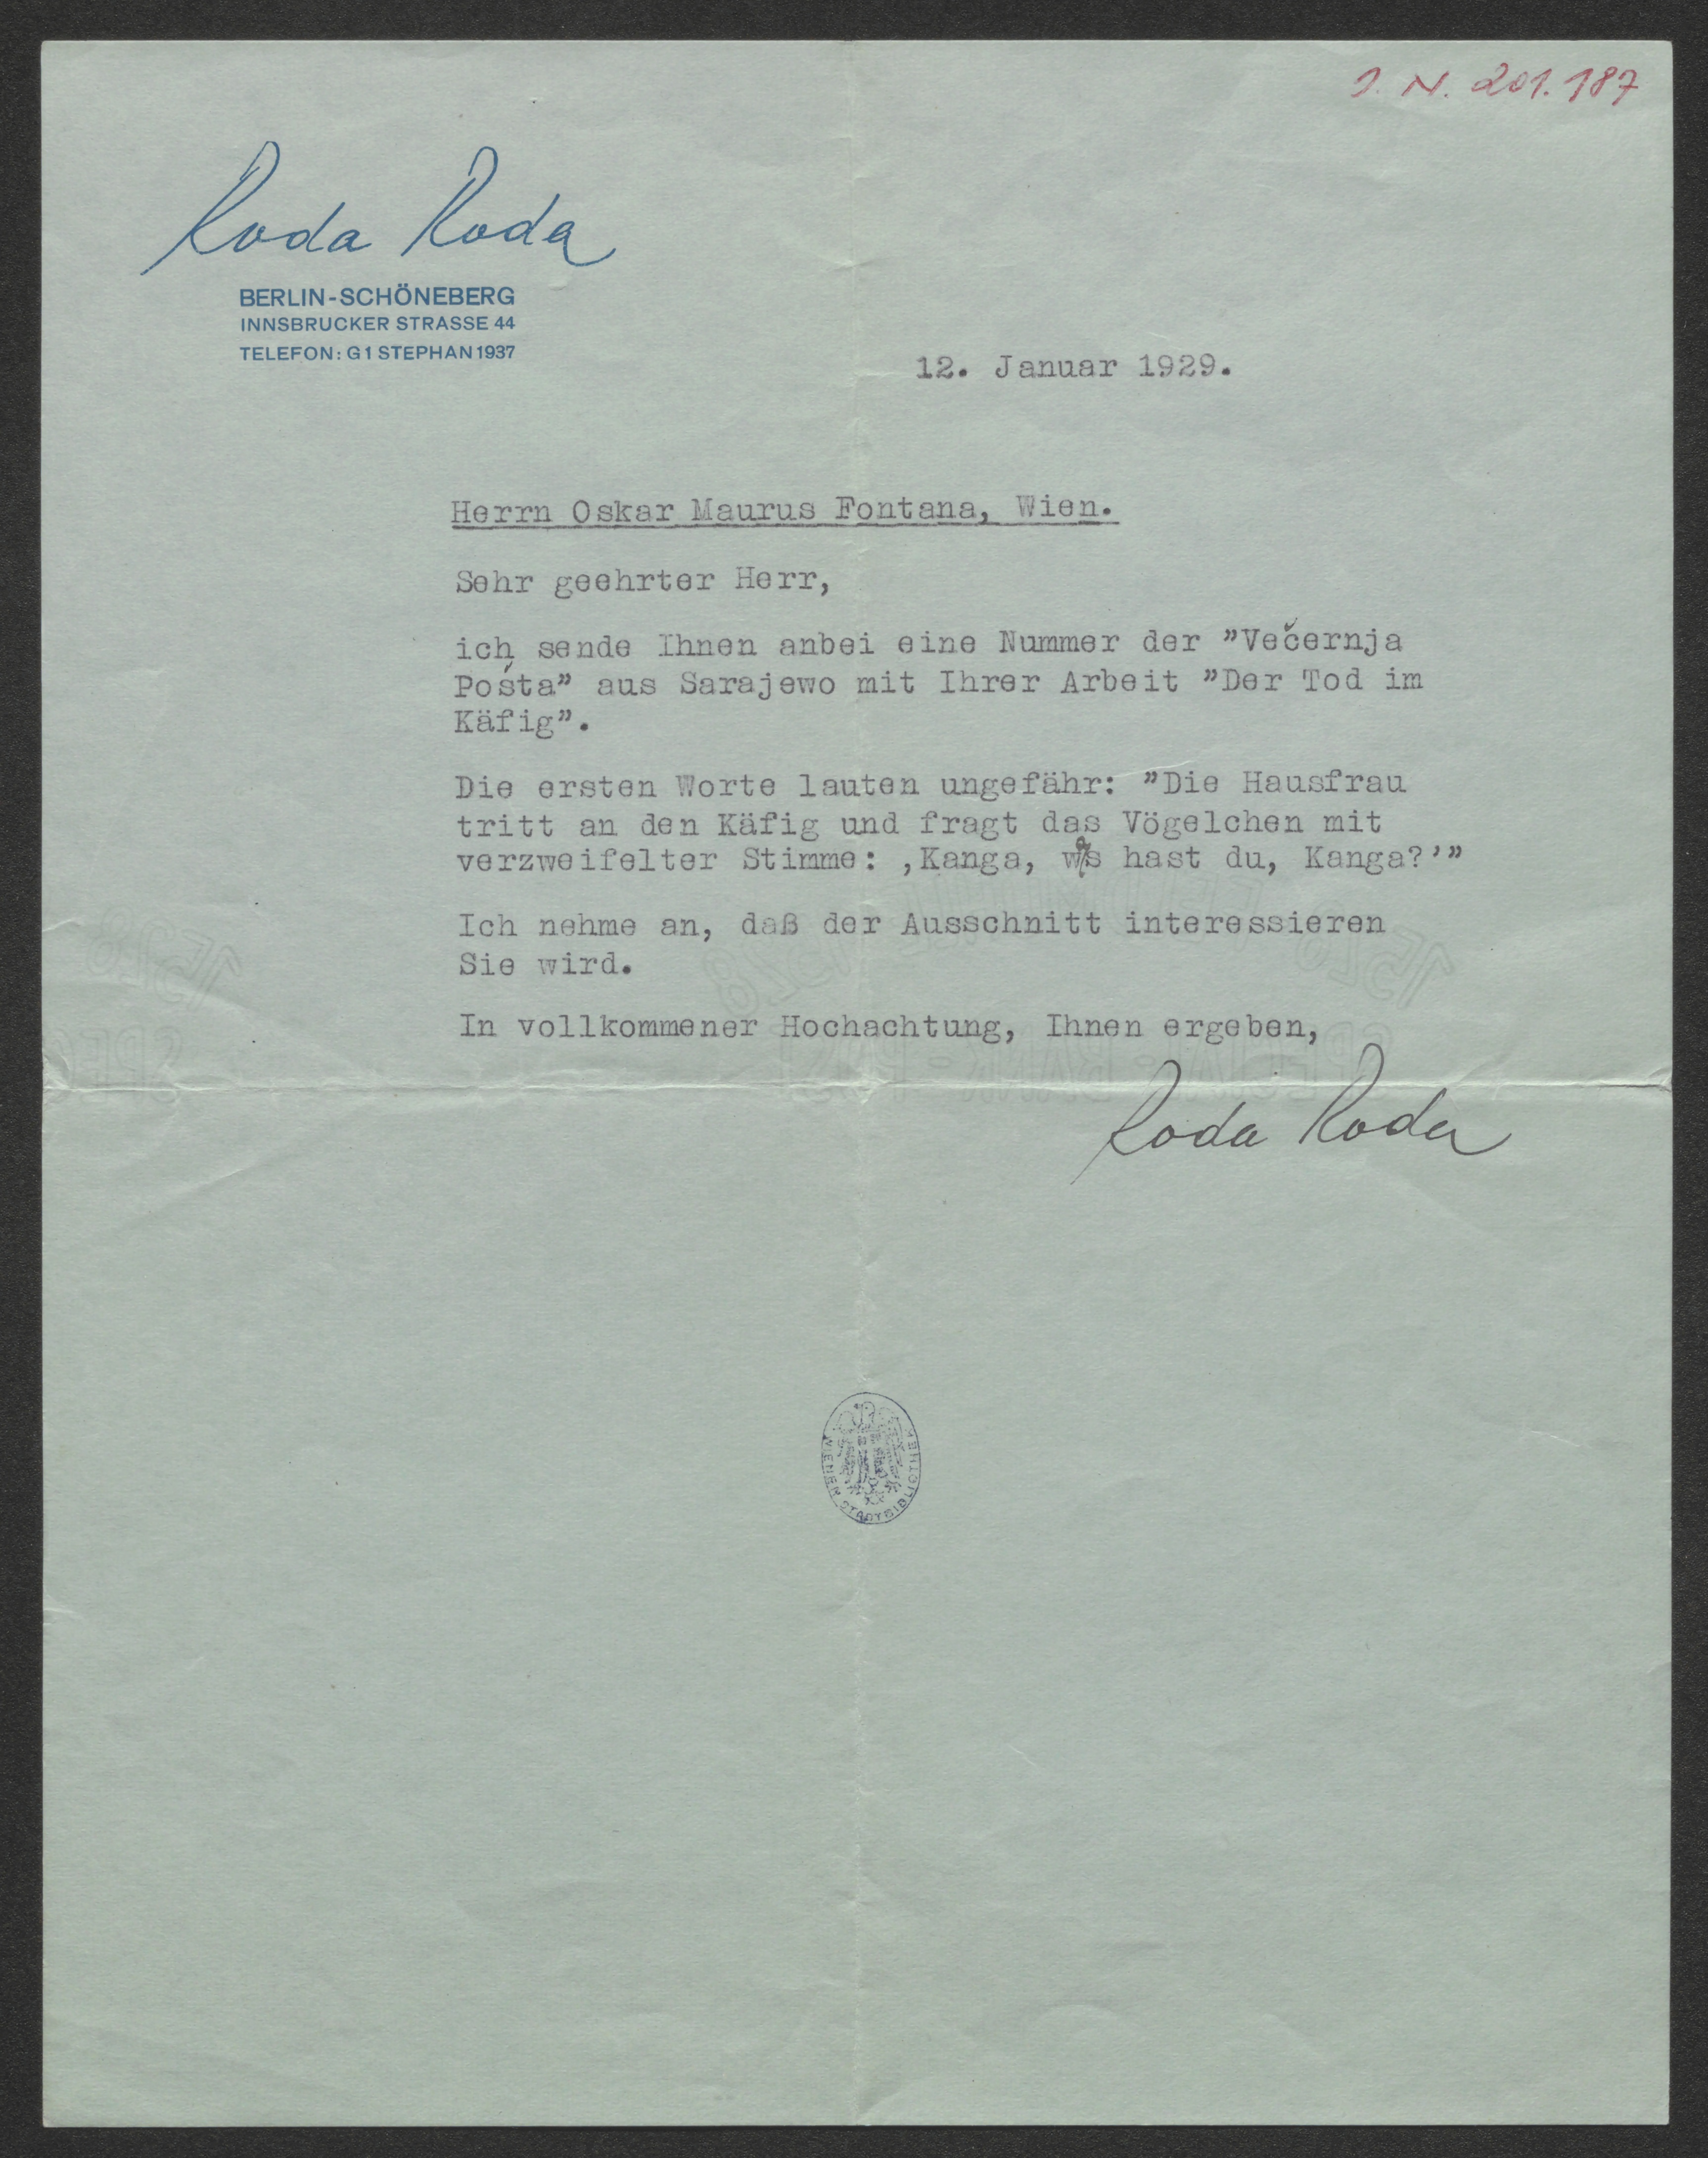 J. N. 201.187
Roda Roda
BERLIN-SCHÖNEBERG
INNSBRUCKER STRASSE 44
TELEFON: G1 STEPHAN 1937
12. Januar 1929.
Herrn Oskar Maurus Fontana, Wien.
Sehr geehrter Herr,
ich sende Ihnen anbei eine Nummer der ”Večernja
Pośta” aus Sarajewo mit Ihrer Arbeit ”Der Tod im
Käfig”.
Die ersten Worte lauten ungefähr: ”Die Hausfrau
tritt an den Käfig und fragt das Vögelchen mit
verzweifelter Stimme: ‚Kanga, was hast du, Kanga?’”
Ich nehme an, daß der Ausschnitt interessieren
Sie wird.
In vollkommener Hochachtung, Ihnen ergeben,
Roda Roda
WIENER STADTBIBLIOTHEK